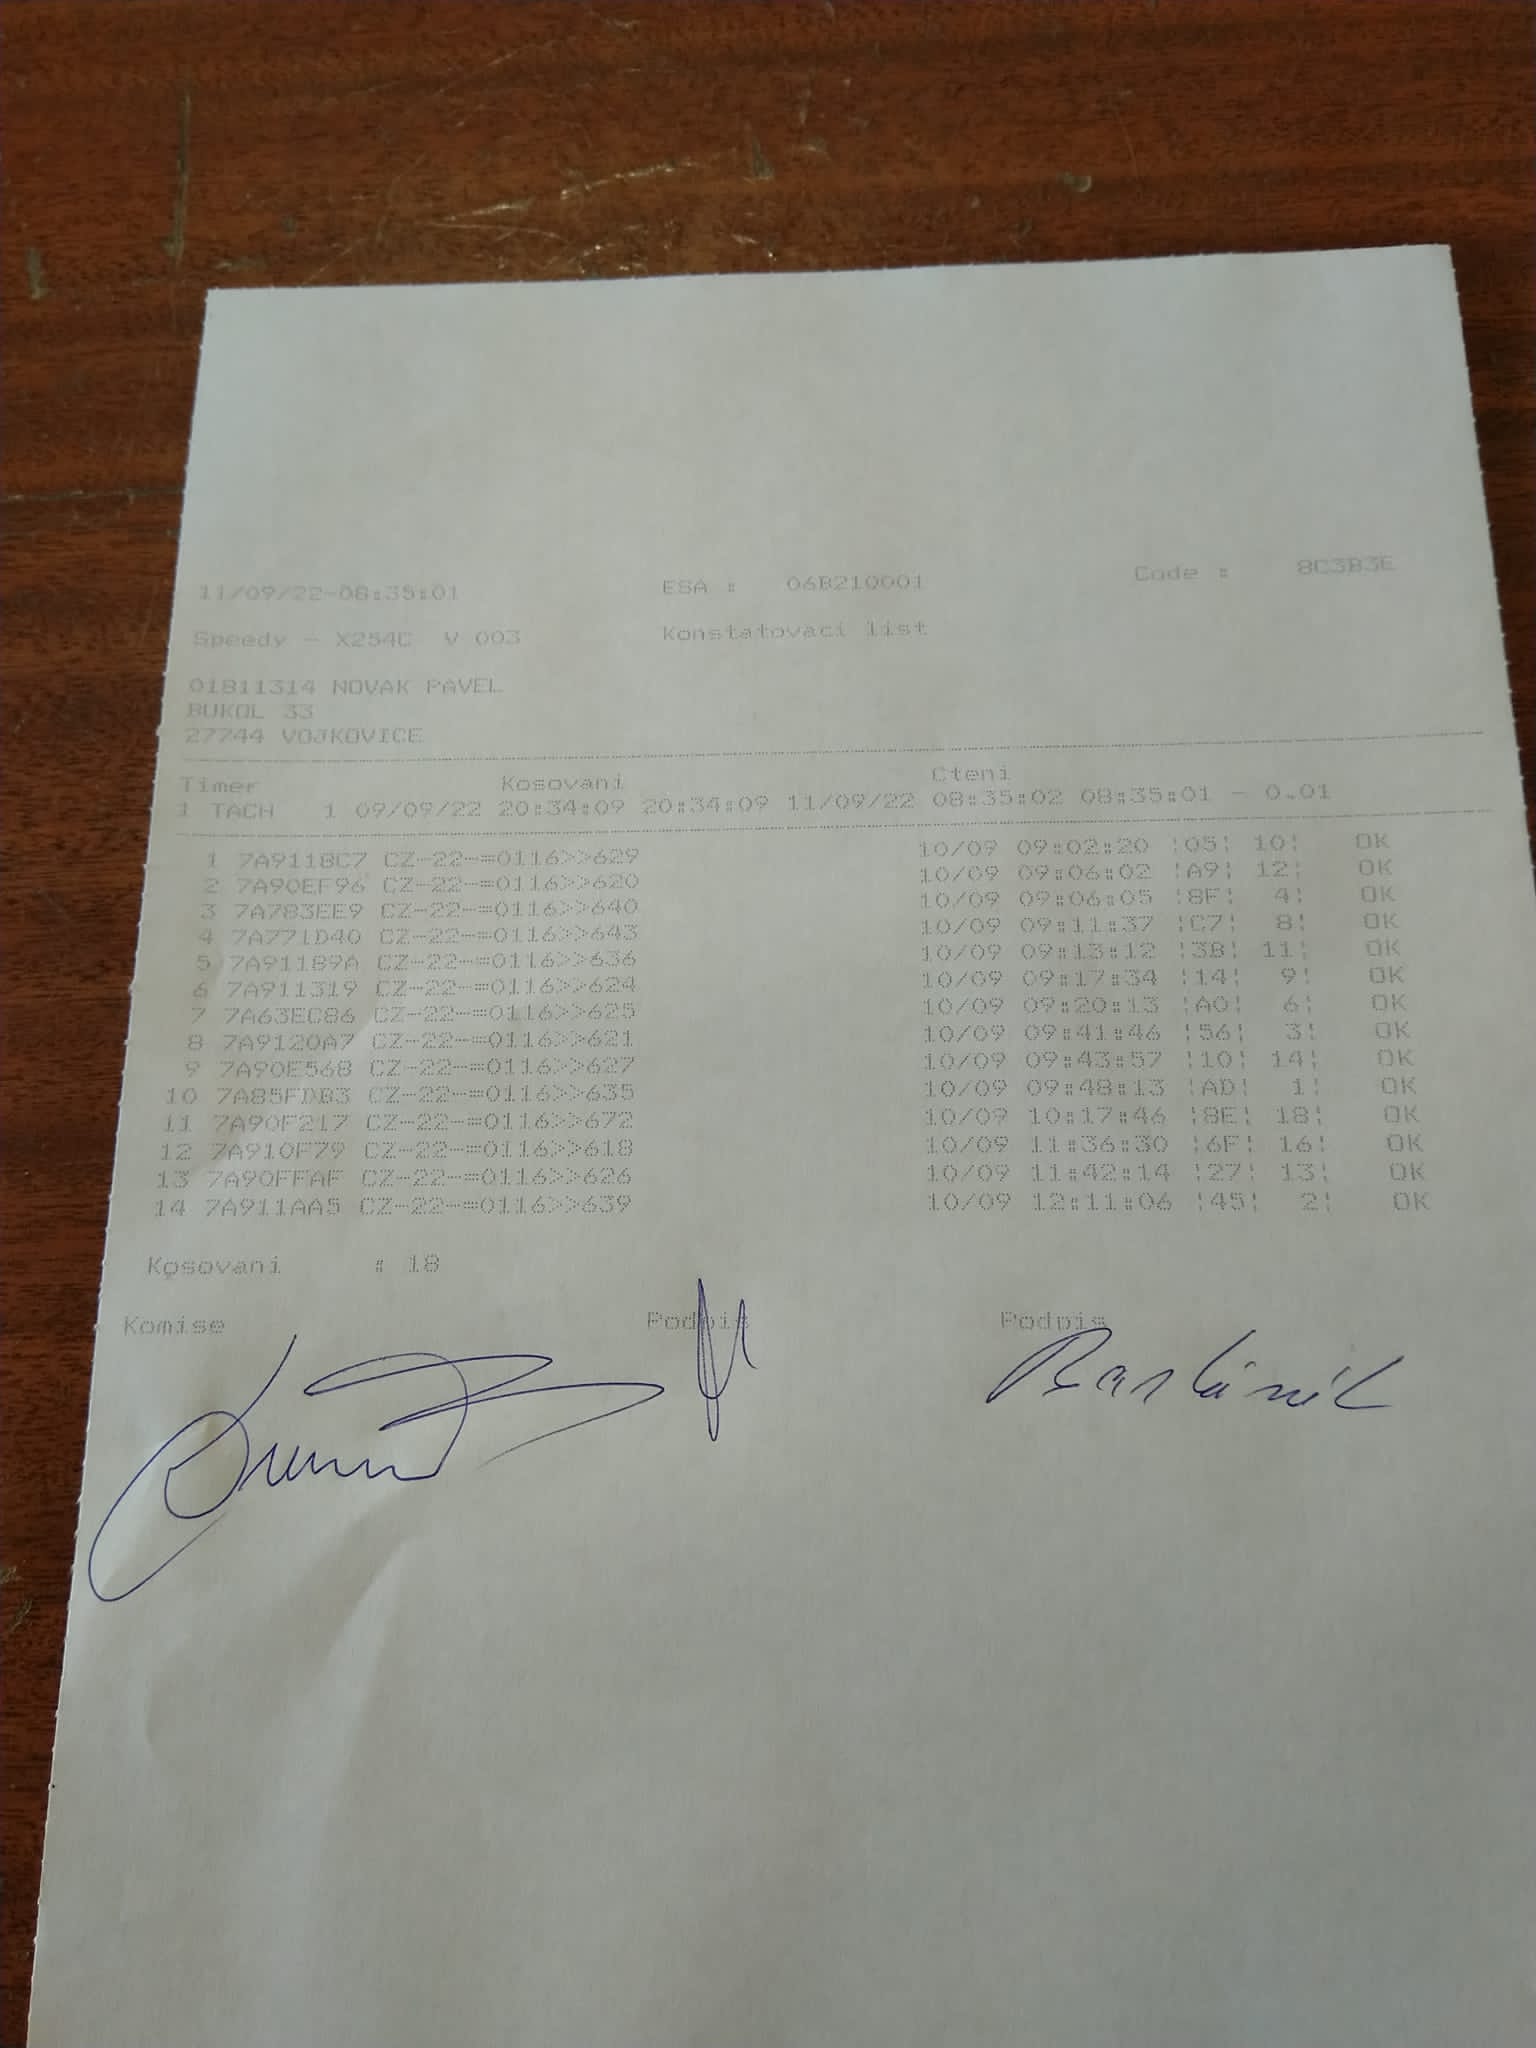 11/09/22-08:35:01 ESA : 06B210001 Code : 8C3B3E
Speedy - X254C V 003 Konstatovaci list
01B11314 NOVAK PAVEL
BUKOL 33
27744 VOJKOVICE
Timer Kosovani Cteni
1 TACH 1 09/09/22 20:34:09 20:34:09 11/09/22 08:35:02 08:35:01 - 0.01
1 7A9118C7 CZ-22-=0116>>629 10/09 09:02:20 ¦05¦ 10¦ OK
2 7A90EF96 CZ-22-=0116>>620 10/09 09:06:02 ¦A9¦ 12¦ OK
3 7A783EE9 CZ-22-=0116>>640 10/09 09:06:05 ¦8F¦ 4¦ OK
4 7A771D40 CZ-22-=0116>>643 10/09 09:11:37 ¦C7¦ 8¦ OK
5 7A91189A CZ-22-=0116>>636 10/09 09:13:12 ¦3B¦ 11¦ OK
6 7A911319 CZ-22-=0116>>624 10/09 09:17:34 ¦14¦ 9¦ OK
7 7A63EC86 CZ-22-=0116>>625 10/09 09:20:13 ¦A0¦ 6¦ OK
8 7A9120A7 CZ-22-=0116>>621 10/09 09:41:46 ¦56¦ 3¦ OK
9 7A90E568 CZ-22-=0116>>627 10/09 09:43:57 ¦10¦ 14¦ OK
10 7A85FDB3 CZ-22-=0116>>635 10/09 09:48:13 ¦AD¦ 1¦ OK
11 7A90F217 CZ-22-=0116>>672 10/09 10:17:46 ¦8E¦ 18¦ OK
12 7A910F79 CZ-22-=0116>>618 10/09 11:36:30 ¦6F¦ 16¦ OK
13 7A90FFAF CZ-22-=0116>>626 10/09 11:42:14 ¦27¦ 13¦ OK
14 7A911AA5 CZ-22-=0116>>639 10/09 12:11:06 ¦45¦ 2¦ OK
Kosovani : 18
Komise Podpis Podpis